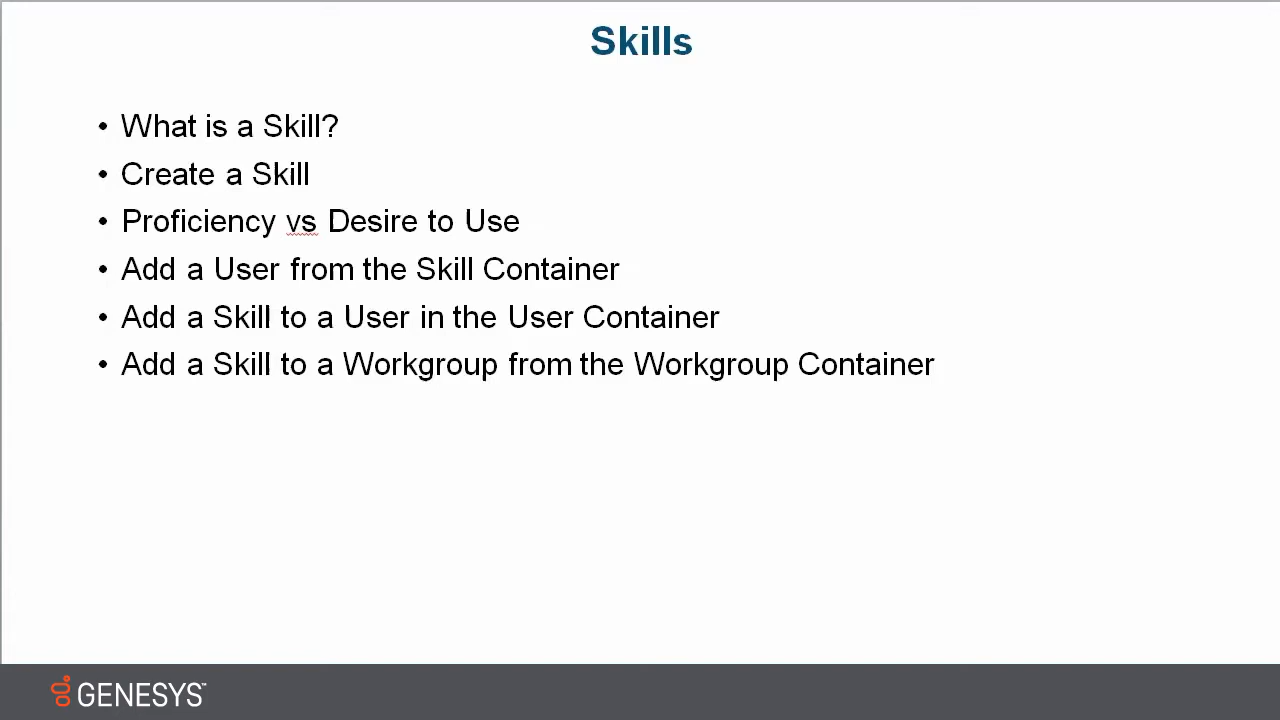 Skills
• What is a Skill?
• Create a Skill
• Proficiency vs Desire to Use
• Add a User from the Skill Container
• Add a Skill to a User in the User Container
• Add a Skill to a Workgroup from the Workgroup Container
GENESYS™